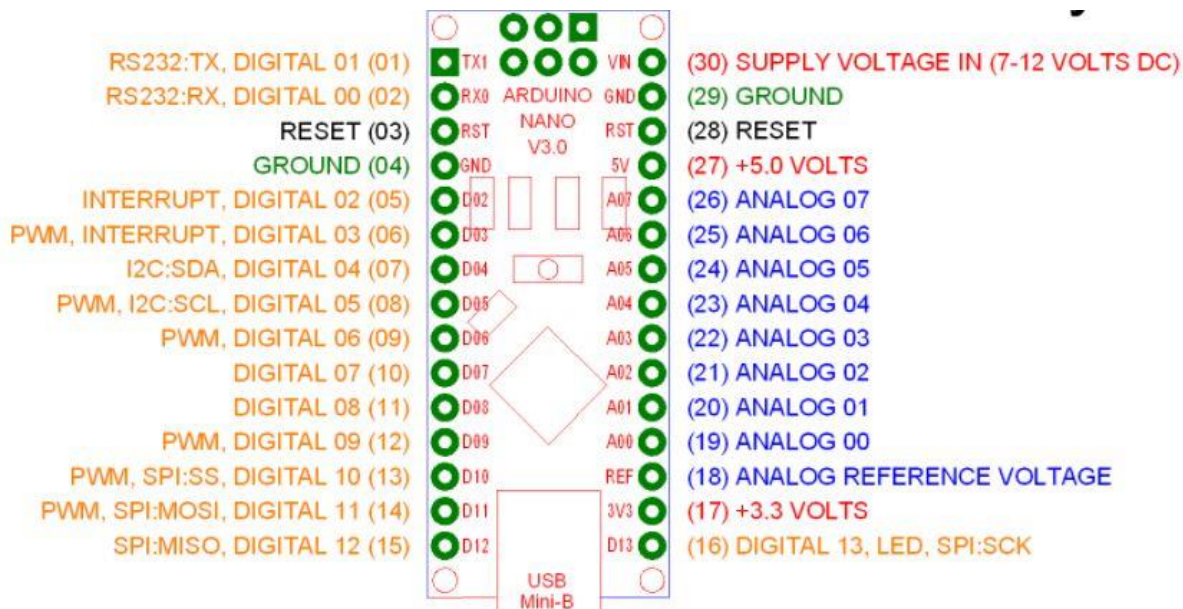 RS232:TX, DIGITAL 01 (01) TX1 VIN (30) SUPPLY VOLTAGE IN (7-12 VOLTS DC)
RS232:RX, DIGITAL 00 (02) RX0 ARDUINO GND (29) GROUND
NANO
RESET (03) RST RST (28) RESET
V3.0
GROUND (04) GND 5V (27) +5.0 VOLTS
INTERRUPT, DIGITAL 02 (05) D02 A07 (26) ANALOG 07
PWM, INTERRUPT, DIGITAL 03 (06) D03 A06 (25) ANALOG 06
I2C:SDA, DIGITAL 04 (07) D04 A05 (24) ANALOG 05
PWM, I2C:SCL, DIGITAL 05 (08) D05 A04 (23) ANALOG 04
PWM, DIGITAL 06 (09) D06 A03 (22) ANALOG 03
DIGITAL 07 (10) D07 A02 (21) ANALOG 02
DIGITAL 08 (11) D08 A01 (20) ANALOG 01
PWM, DIGITAL 09 (12) D09 A00 (19) ANALOG 00
PWM, SPI:SS, DIGITAL 10 (13) D10 REF (18) ANALOG REFERENCE VOLTAGE
PWM, SPI:MOSI, DIGITAL 11 (14) D11 3V3 (17) +3.3 VOLTS
SPI:MISO, DIGITAL 12 (15) D12 D13 (16) DIGITAL 13, LED, SPI:SCK
USB
Mini-B